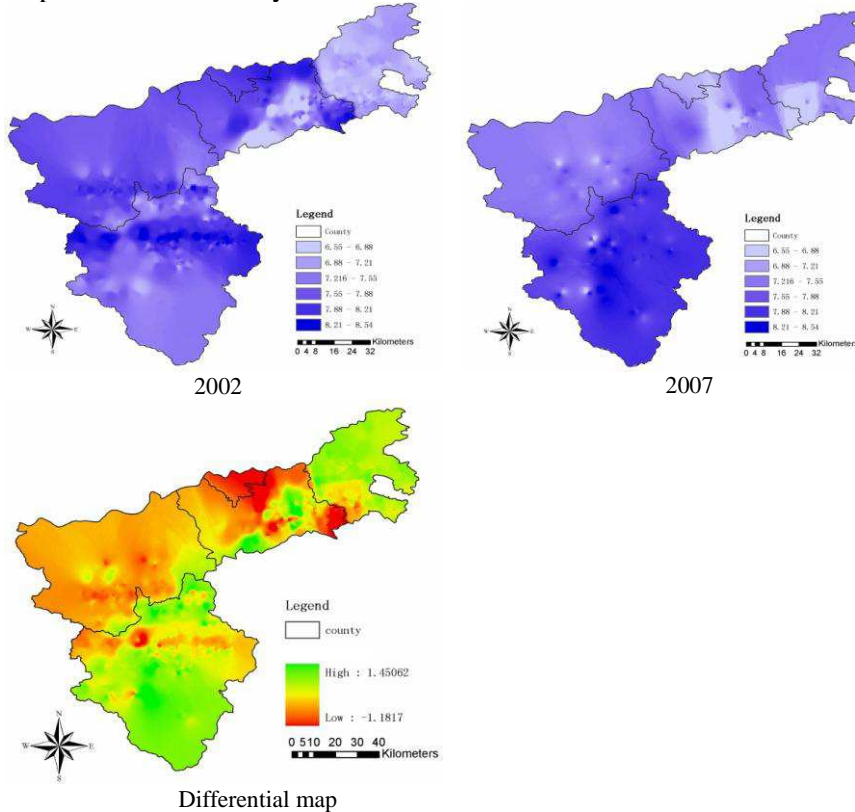 Legend
County
6.55 - 6.88
6.88 - 7.21
7.216 - 7.55
7.55 - 7.88
7.88 - 8.21
8.21 - 8.54
N
W E
S
Kilometers
0 4 8 16 24 32
2002
Legend
County
6.55 - 6.88
6.88 - 7.21
7.216 - 7.55
7.55 - 7.88
7.88 - 8.21
8.21 - 8.54
N
W E
S
Kilometers
0 4 8 16 24 32
2007
Legend
county
High : 1.45062
Low : -1.1817
N
W E
S
0 510 20 30 40
Kilometers
Differential map